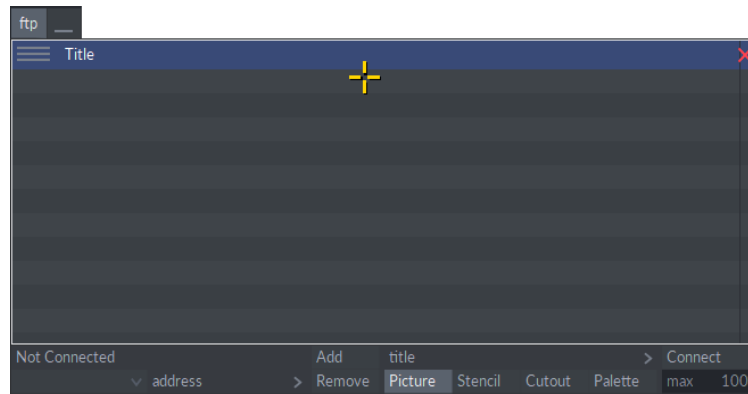 ftp
Title
Not Connected Add title > Connect
address > Remove Picture Stencil Cutout Palette max 100